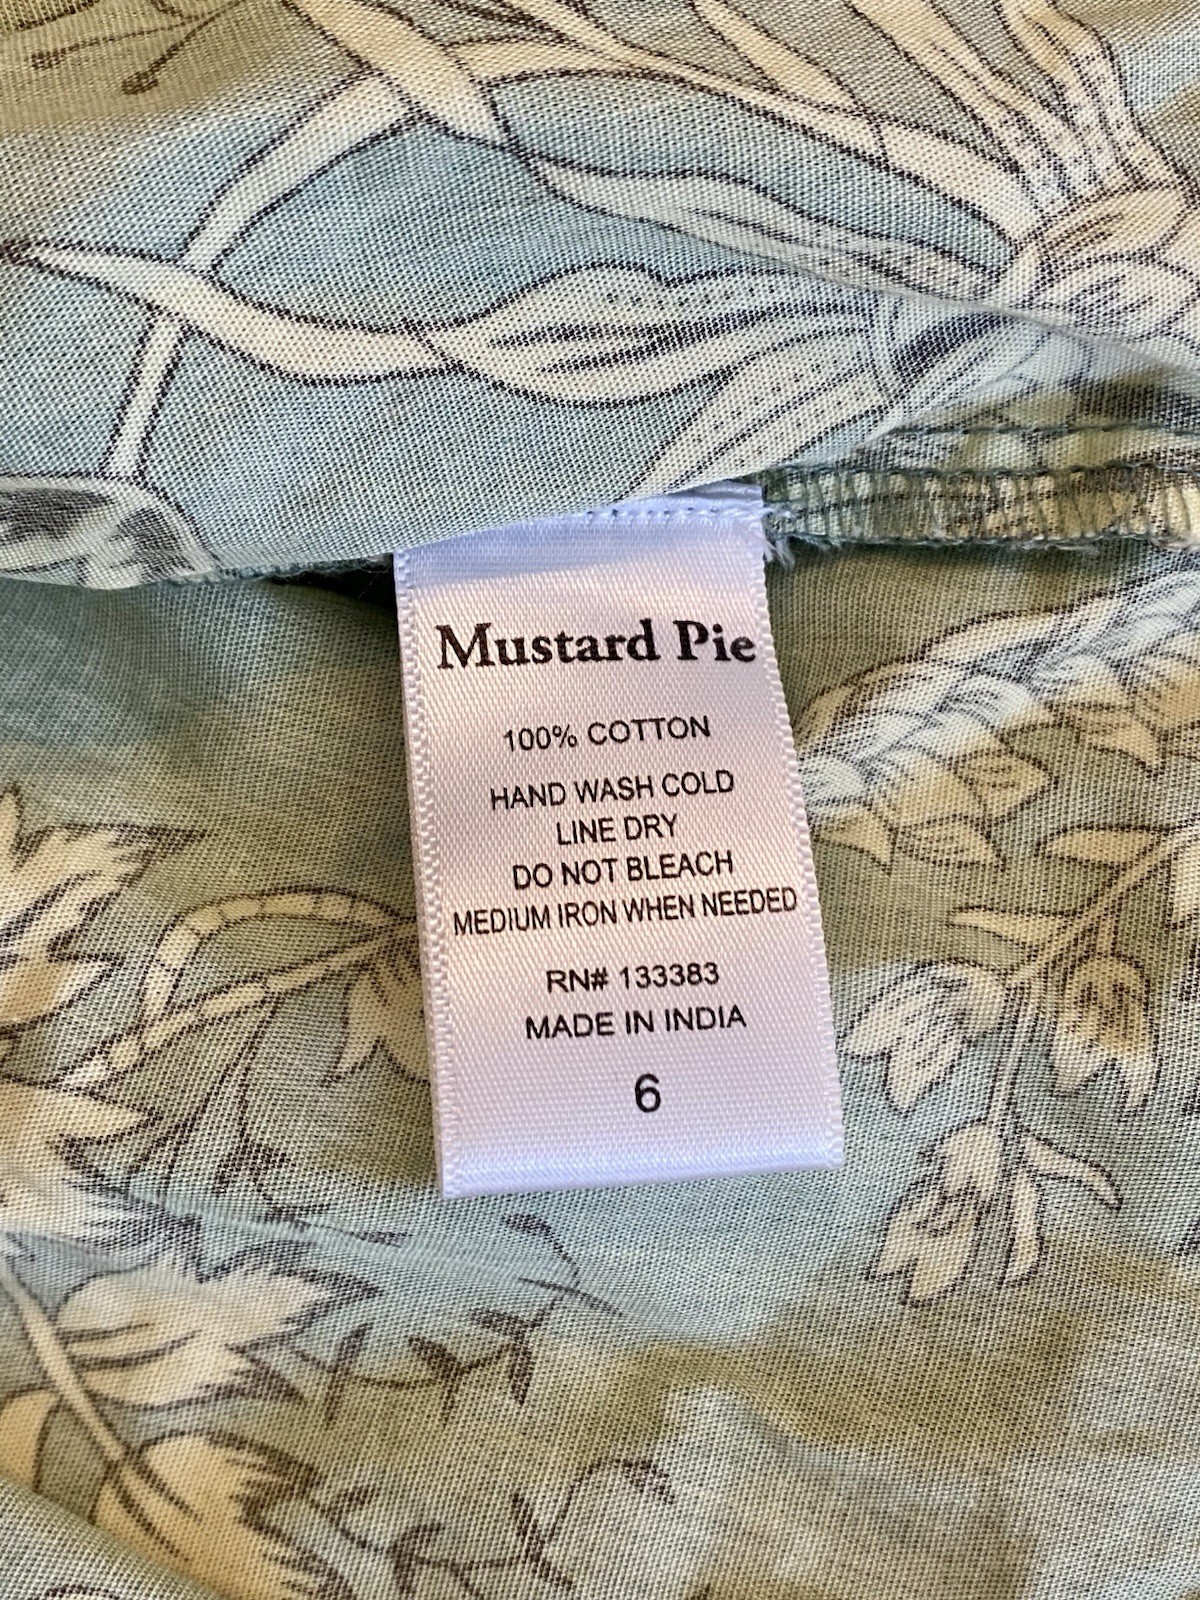 Mustard Pie
100% COTTON
HAND WASH COLD
LINE DRY
DO NOT BLEACH
MEDIUM IRON WHEN NEEDED
RN# 133383
MADE IN INDIA
6